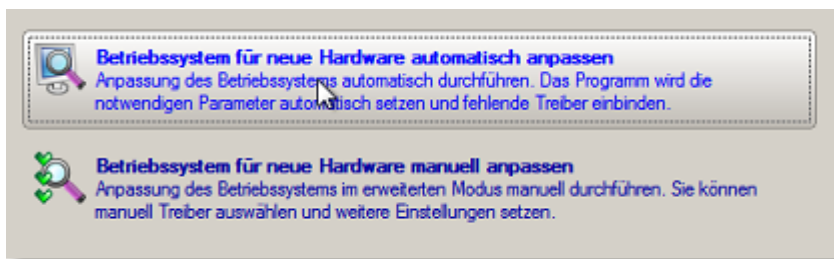 Betriebssystem für neue Hardware automatisch anpassen
Anpassung des Betriebssystems automatisch durchführen. Das Programm wird die
notwendigen Parameter automatisch setzen und fehlende Treiber einbinden.
Betriebssystem für neue Hardware manuell anpassen
Anpassung des Betriebssystems im erweiterten Modus manuell durchführen. Sie können
manuell Treiber auswählen und weitere Einstellungen setzen.